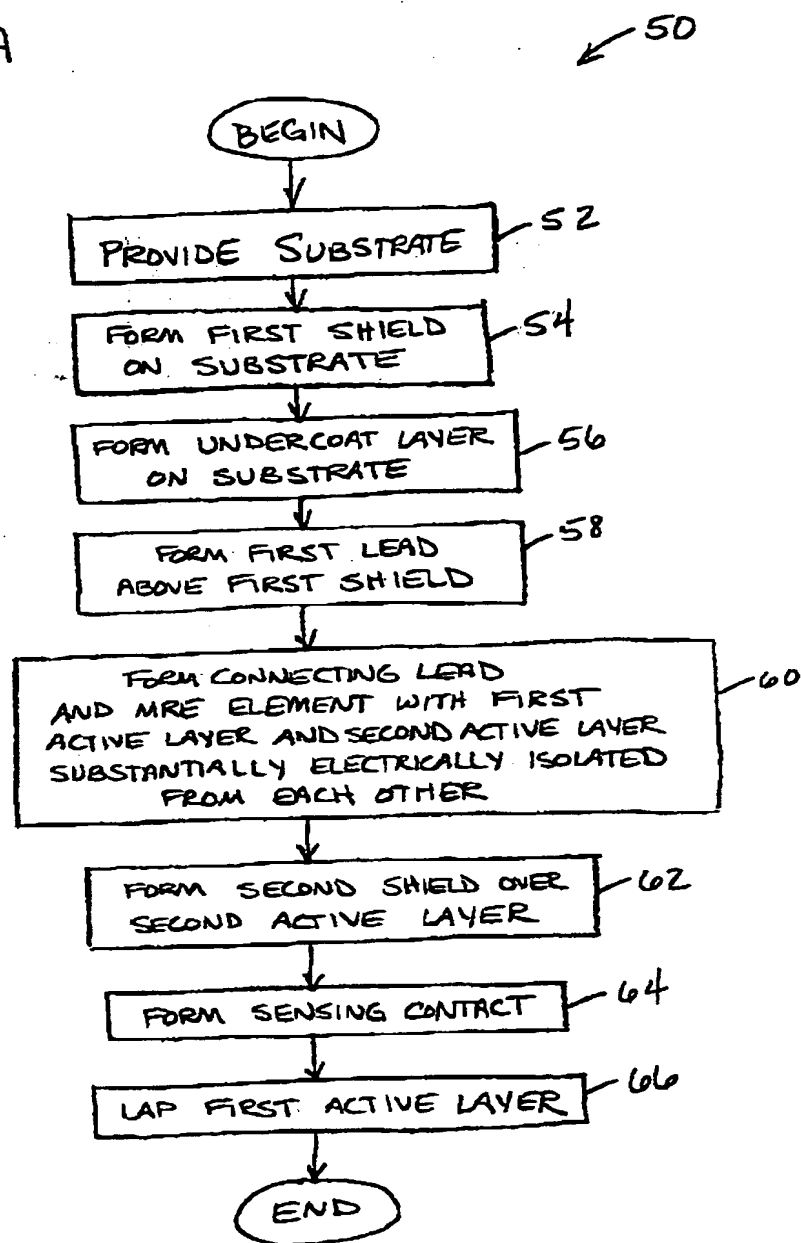 A
50
BEGIN
PROVIDE SUBSTRATE
52
FORM FIRST SHIELD
ON SUBSTRATE
54
FORM UNDERCOAT LAYER
ON SUBSTRATE
56
FORM FIRST LEAD
ABOVE FIRST SHIELD
58
FORM CONNECTING LEAD
AND MRE ELEMENT WITH FIRST
ACTIVE LAYER AND SECOND ACTIVE LAYER
SUBSTANTIALLY ELECTRICALLY ISOLATED
FROM EACH OTHER
60
FORM SECOND SHIELD OVER
SECOND ACTIVE LAYER
62
FORM SENSING CONTACT
64
LAP FIRST ACTIVE LAYER
66
END